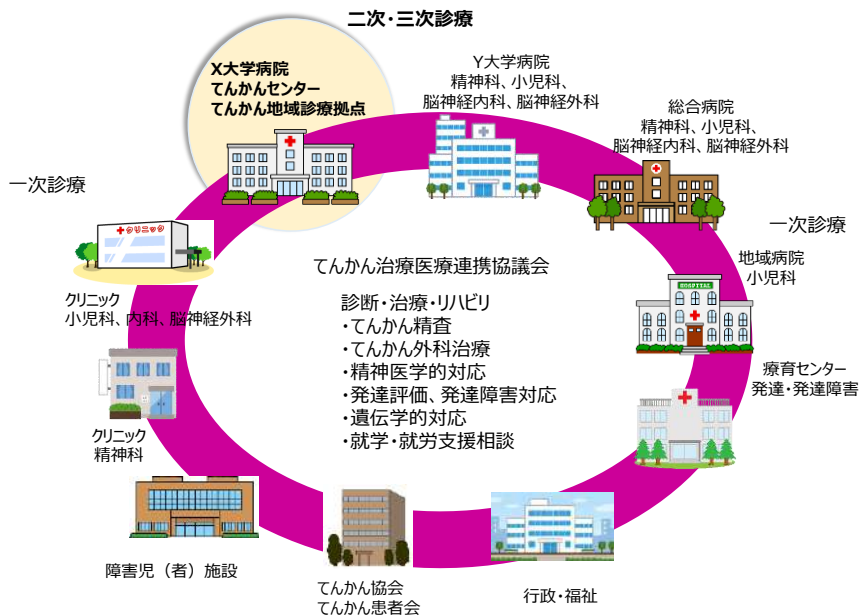 二次・三次診療
X大学病院
てんかんセンター
てんかん地域診療拠点
Y大学病院
精神科、小児科、
脳神経内科、脳神経外科
総合病院
精神科、小児科、
脳神経内科、脳神経外科
一次診療
一次診療
クリニック
地域病院
小児科
HOSPITAL
てんかん治療医療連携協議会
診断・治療・リハビリ
・てんかん精査
・てんかん外科治療
・精神医学的対応
・発達評価、発達障害対応
・遺伝学的対応
・就学・就労支援相談
クリニック
小児科、内科、脳神経外科
療育センター
発達・発達障害
クリニック
精神科
障害児（者）施設
てんかん協会
てんかん患者会
行政・福祉